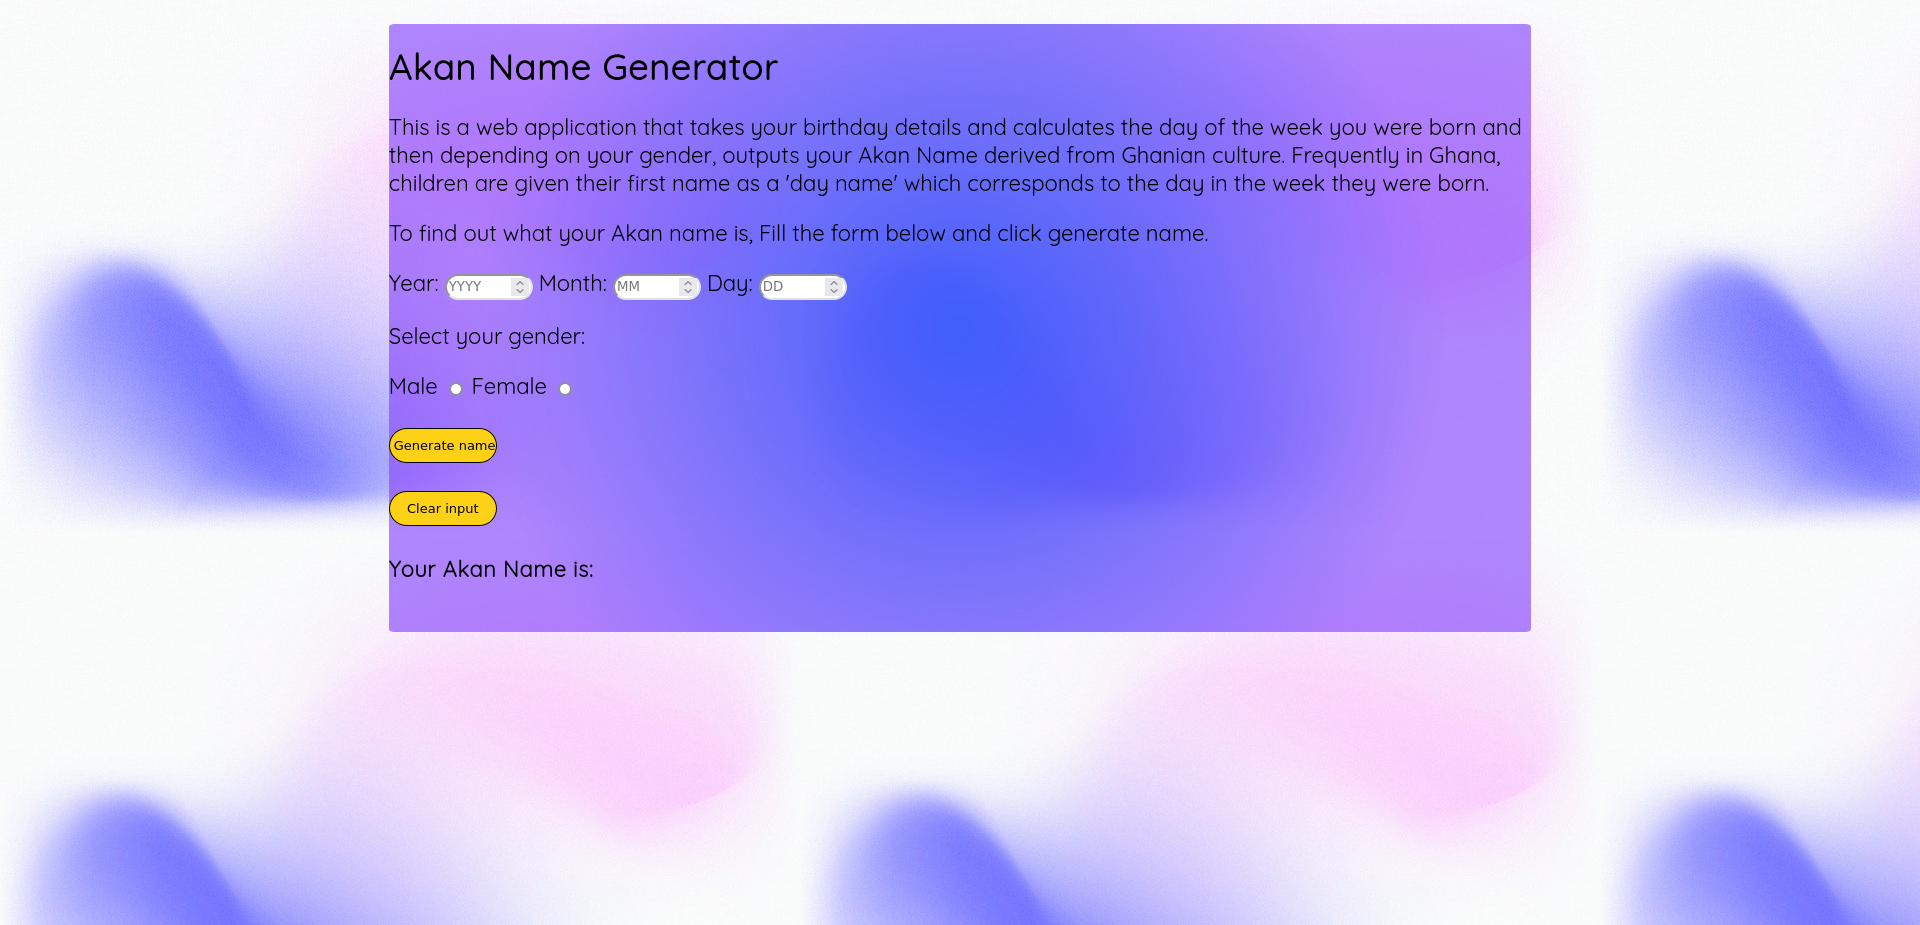 Akan Name Generator
This is a web application that takes your birthday details and calculates the day of the week you were born and
then depending on your gender, outputs your Akan Name derived from Ghanian culture. Frequently in Ghana,
children are given their first name as a 'day name' which corresponds to the day in the week they were born.
To find out what your Akan name is, Fill the form below and click generate name.
Year: YYYY Month: MM Day: DD
Select your gender:
Male Female
Generate name
Clear input
Your Akan Name is: